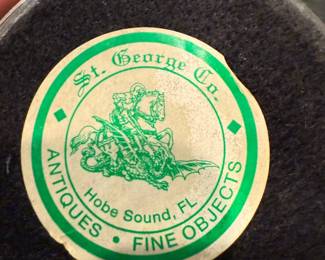 St. George Co.
Hobe Sound, FL
ANTIQUES • FINE OBJECTS